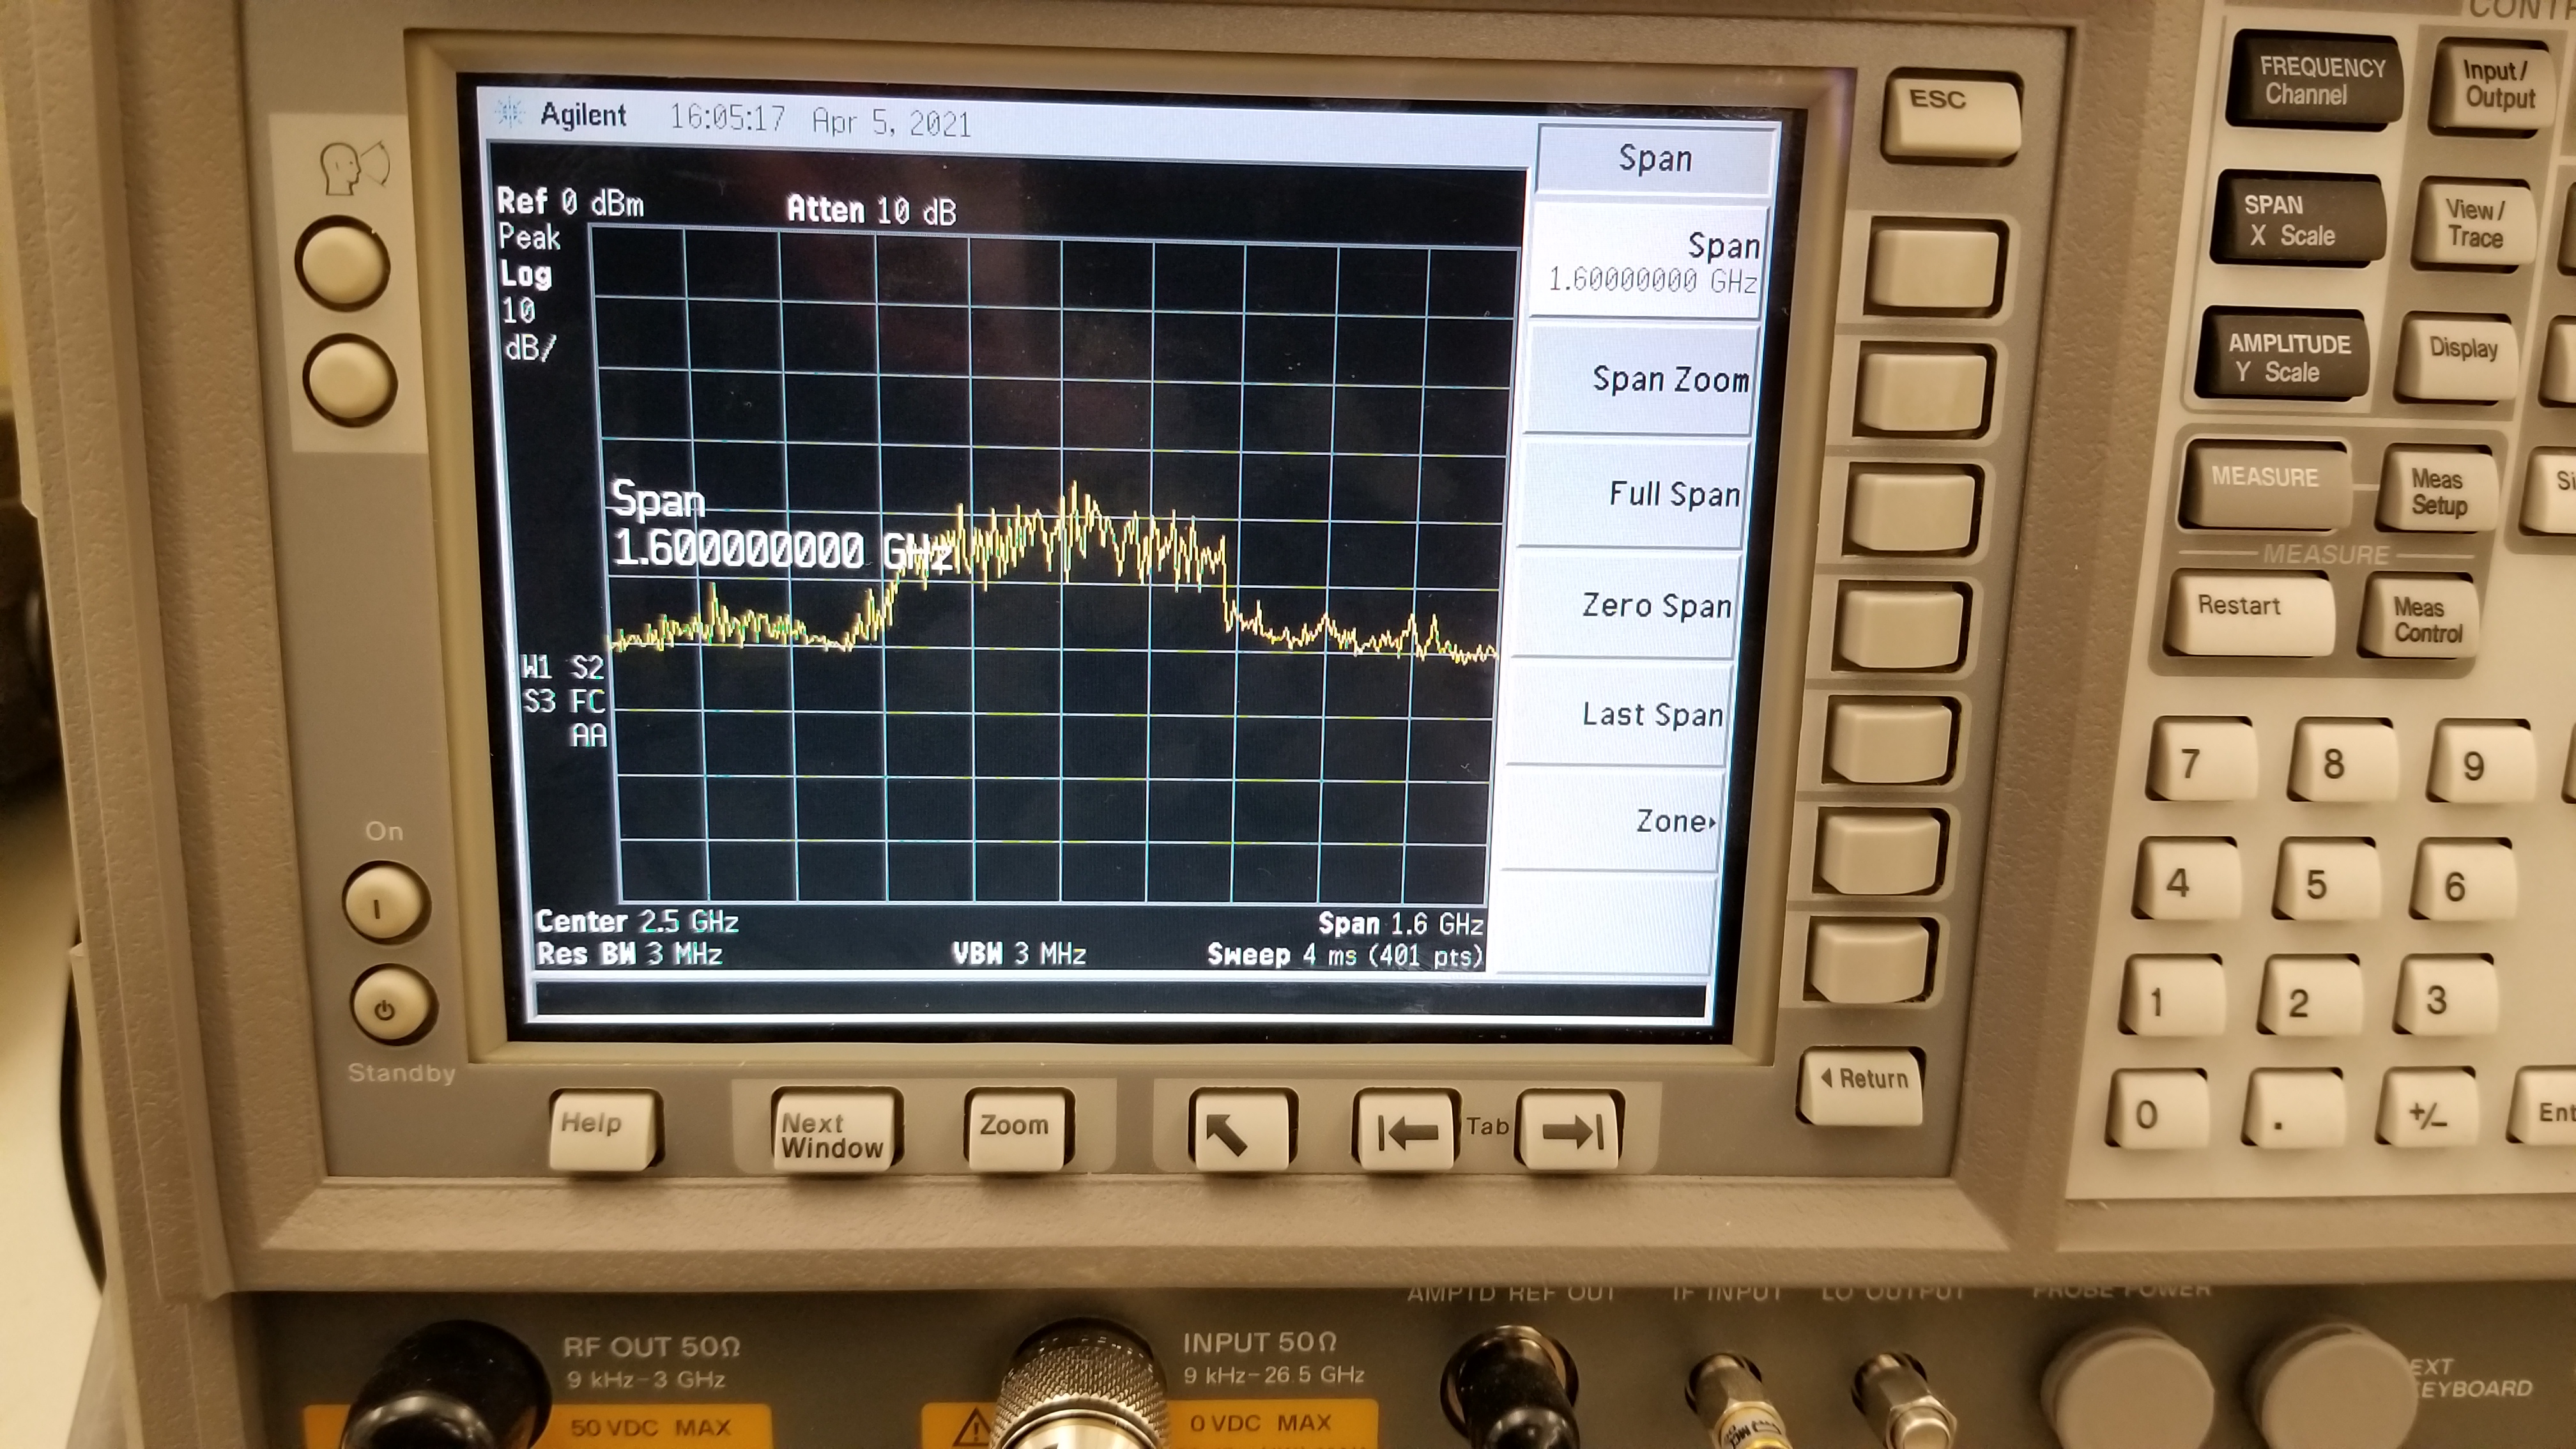 Agilent 16:05:17 Apr 5, 2021
Ref 0 dBm Atten 10 dB
Peak
Log
10
dB/
Span
1.600000000 GHz
W1 S2
S3 FC
AA
Center 2.5 GHz Span 1.6 GHz
Res BW 3 MHz VBW 3 MHz Sweep 4 ms (401 pts)
Span
Span
1.60000000 GHz
Span Zoom
Full Span
Zero Span
Last Span
Zone
On
Standby
Help
Next
Window
Zoom
Tab
ESC
Return
FREQUENCY
Channel
Input /
Output
SPAN
X Scale
View /
Trace
AMPLITUDE
Y Scale
Display
MEASURE
Meas
Setup
MEASURE
Restart
Meas
Control
7 8 9
4 5 6
1 2 3
0 . +/-
RF OUT 50Ω
9 kHz–3 GHz
50 VDC MAX
INPUT 50Ω
9 kHz–26.5 GHz
0 VDC MAX
AMPTD REF OUT
IF INPUT
LO OUTPUT
PROBE POWER
EXT
KEYBOARD